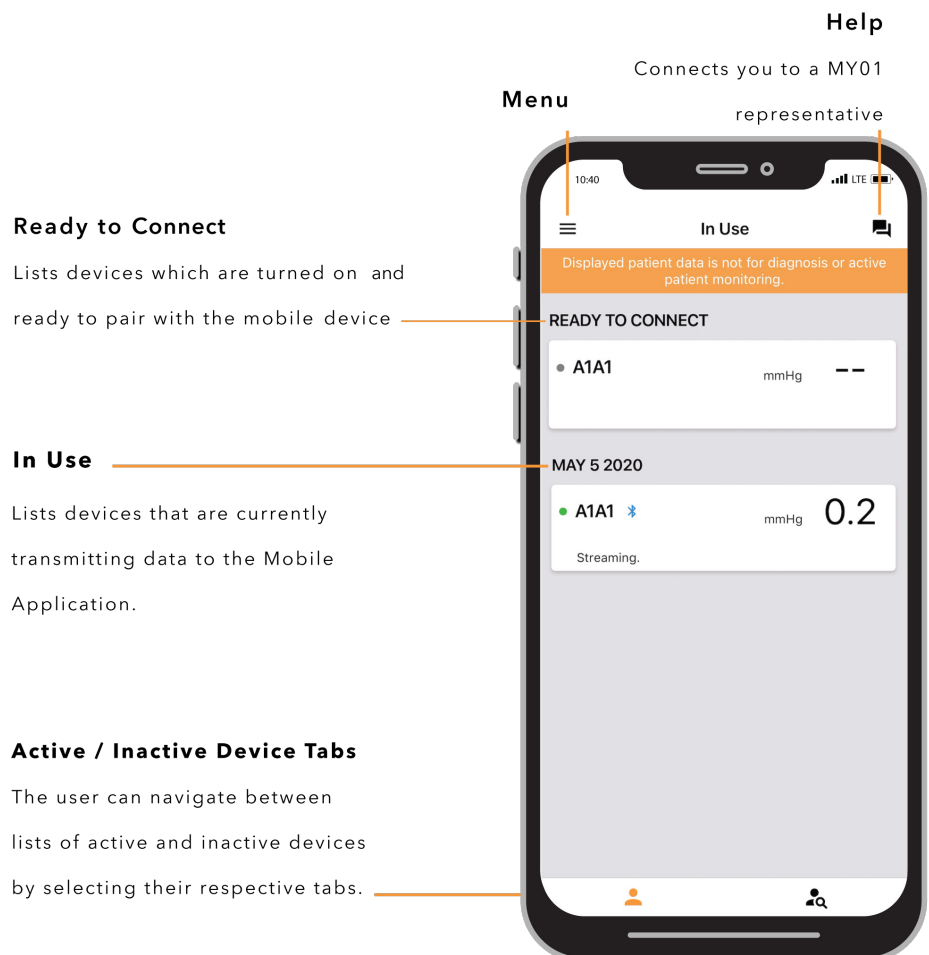 Help
Connects you to a MY01
representative
Menu
10:40
LTE
In Use
Displayed patient data is not for diagnosis or active
patient monitoring.
Ready to Connect
Lists devices which are turned on and
ready to pair with the mobile device
READY TO CONNECT
A1A1 mmHg --
In Use
Lists devices that are currently
transmitting data to the Mobile
Application.
MAY 5 2020
A1A1 mmHg 0.2
Streaming.
Active / Inactive Device Tabs
The user can navigate between
lists of active and inactive devices
by selecting their respective tabs.